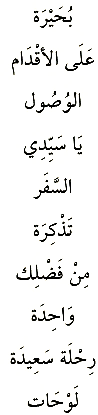 بُحَيْرَة
عَلَى الأَقْدَام
الوُصُول
يَا سَيِّدِي
السَّفَر
تَذْكِرَة
مِنْ فَضْلِك
وَاحِدَة
رِحْلَة سَعِيدَة
لَوْحَات